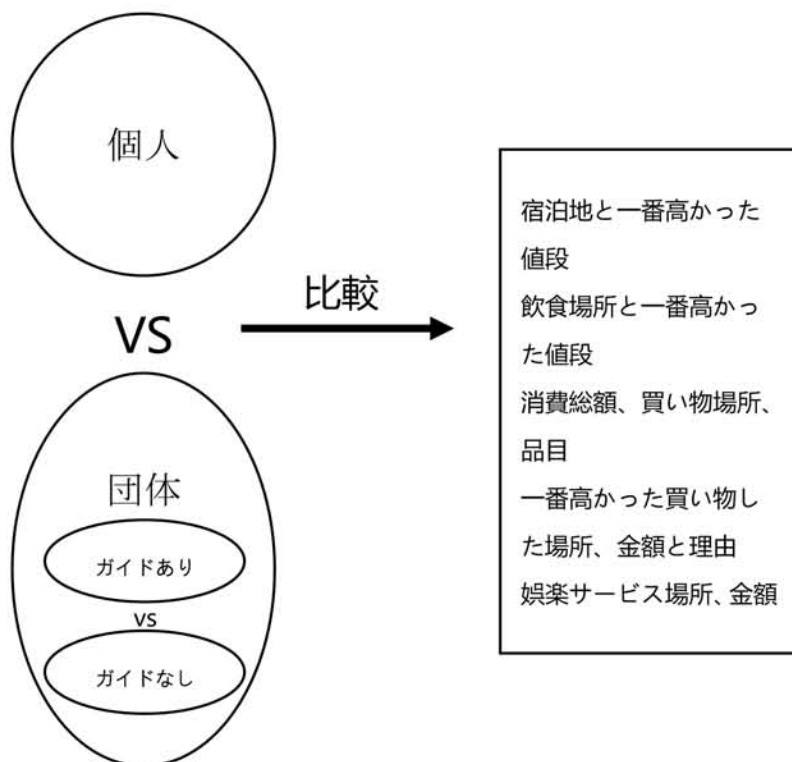 個人
VS
団体
ガイドあり
vs
ガイドなし
比較
宿泊地と一番高かった
値段
飲食場所と一番高かっ
た値段
消費総額、買い物場所、
品目
一番高かった買い物し
た場所、金額と理由
娯楽サービス場所、金額